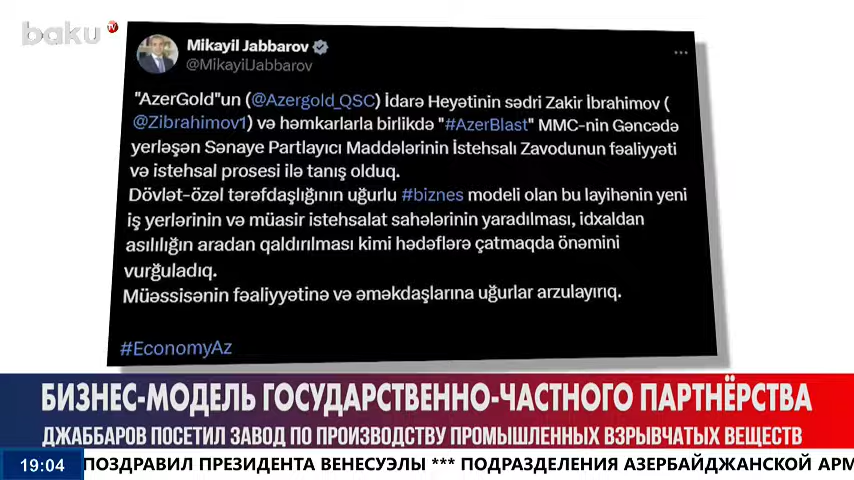 baku TV
Mikayil Jabbarov
@MikayilJabbarov
"AzerGold"un (@Azergold_QSC) İdarə Heyətinin sədri Zakir İbrahimov (
@Zibrahimov1) və həmkarlarla birlikdə "#AzerBlast" MMC-nin Gəncədə
yerləşən Sənaye Partlayıcı Maddələrinin İstehsalı Zavodunun fəaliyyəti
və istehsal prosesi ilə tanış olduq.
Dövlət-özəl tərəfdaşlığının uğurlu #biznes modeli olan bu layihənin yeni
iş yerlərinin və müasir istehsalat sahələrinin yaradılması, idxaldan
asılılığın aradan qaldırılması kimi hədəflərə çatmaqda önəmini
vurğuladıq.
Müəssisənin fəaliyyətinə və əməkdaşlarına uğurlar arzulayırıq.
#EconomyAz
БИЗНЕС-МОДЕЛЬ ГОСУДАРСТВЕННО-ЧАСТНОГО ПАРТНЁРСТВА
ДЖАББАРОВ ПОСЕТИЛ ЗАВОД ПО ПРОИЗВОДСТВУ ПРОМЫШЛЕННЫХ ВЗРЫВЧАТЫХ ВЕЩЕСТВ
19:04 ПОЗДРАВИЛ ПРЕЗИДЕНТА ВЕНЕСУЭЛЫ *** ПОДРАЗДЕЛЕНИЯ АЗЕРБАЙДЖАНСКОЙ АРМ